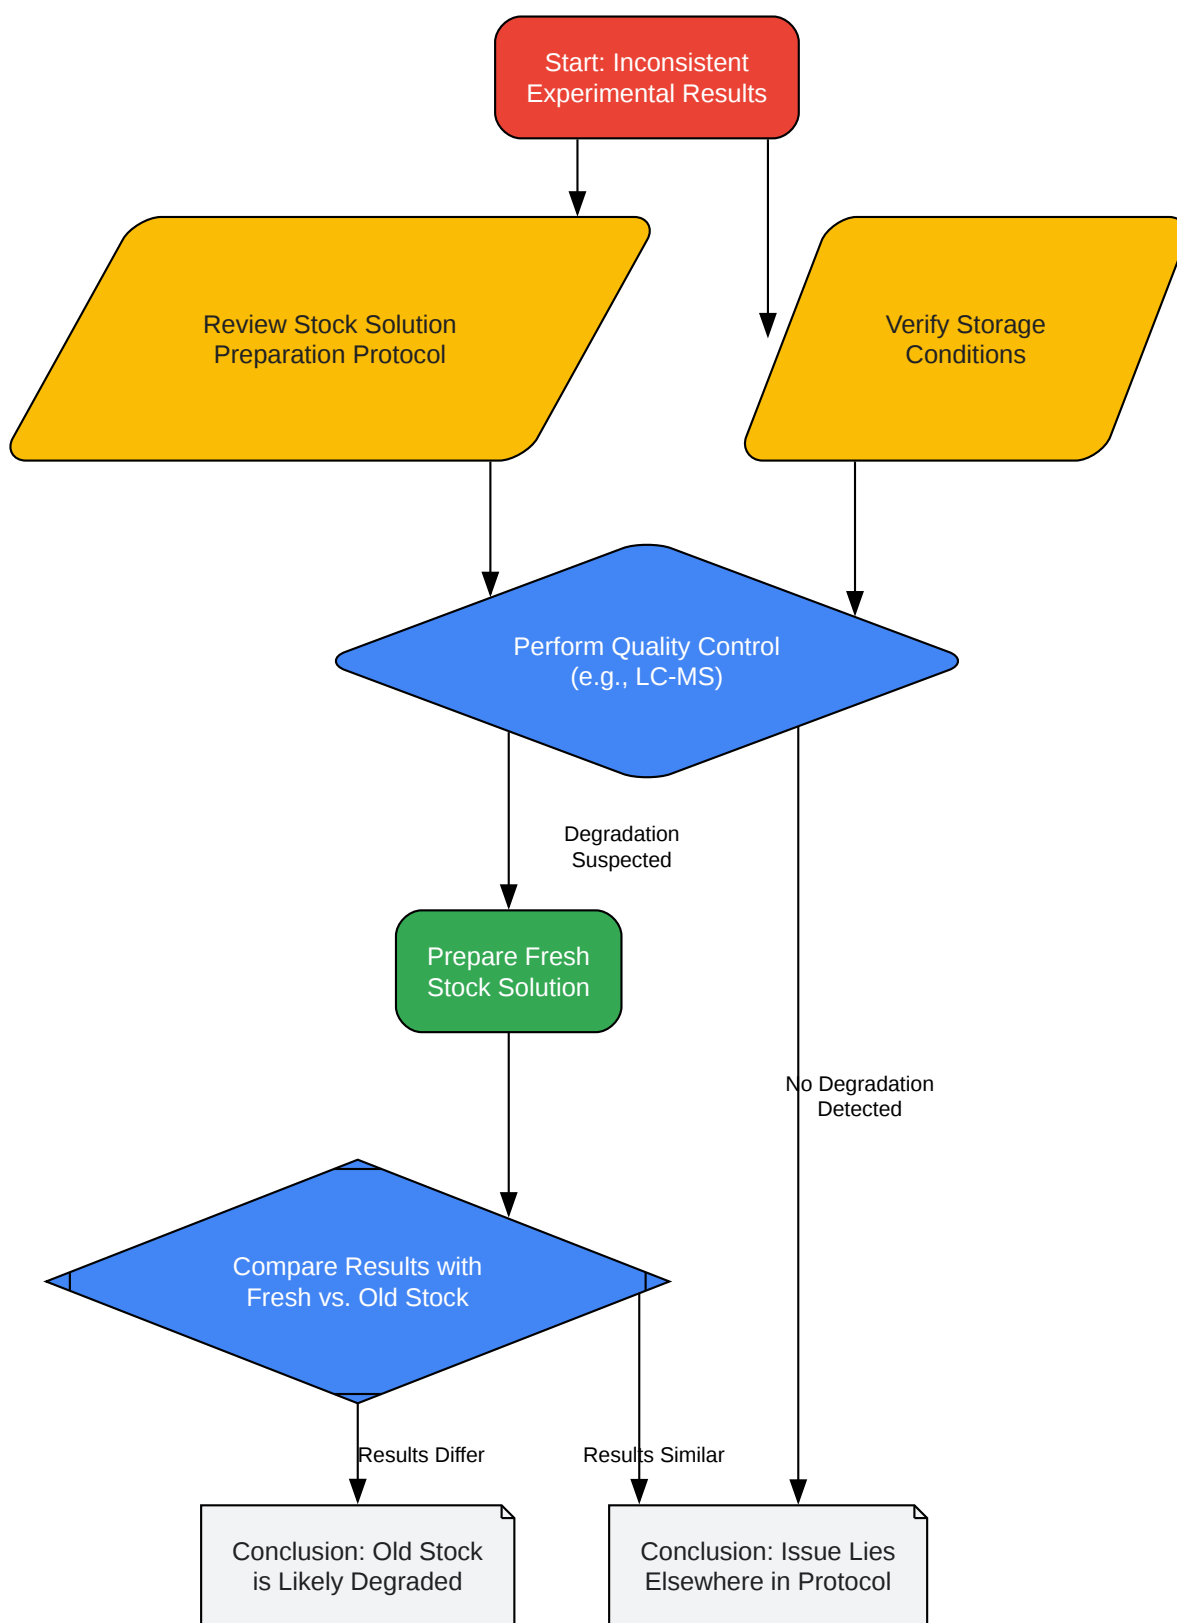 Start: Inconsistent
Experimental Results
Review Stock Solution
Preparation Protocol
Verify Storage
Conditions
Perform Quality Control
(e.g., LC-MS)
Degradation
Suspected
Prepare Fresh
Stock Solution
No Degradation
Detected
Compare Results with
Fresh vs. Old Stock
Results Differ
Results Similar
Conclusion: Old Stock
is Likely Degraded
Conclusion: Issue Lies
Elsewhere in Protocol